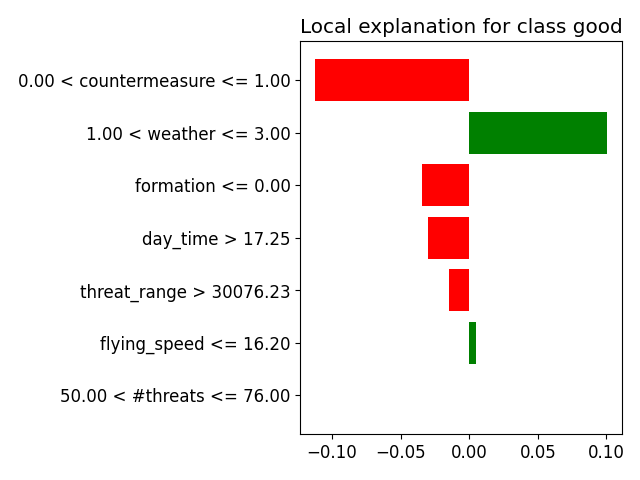 Local explanation for class good
0.00 < countermeasure <= 1.00
1.00 < weather <= 3.00
formation <= 0.00
day_time > 17.25
threat_range > 30076.23
flying_speed <= 16.20
50.00 < #threats <= 76.00
−0.10 −0.05 0.00 0.05 0.10